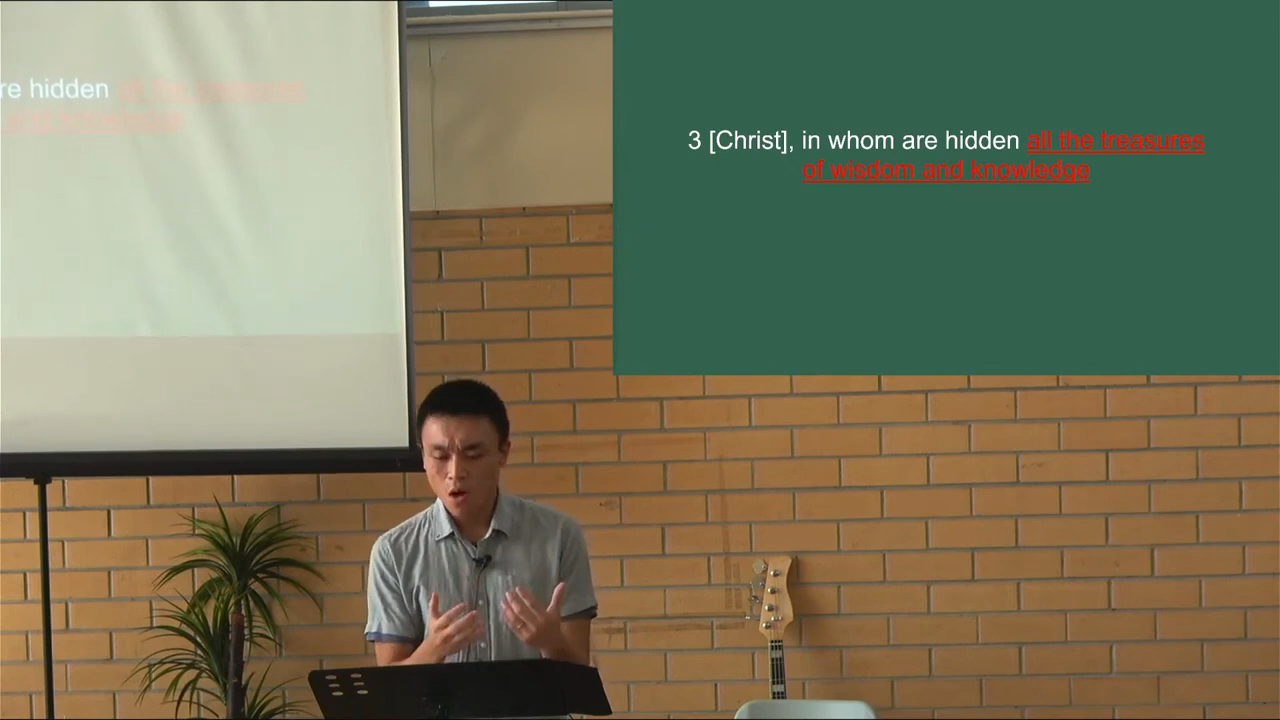 re hidden
3 [Christ], in whom are hidden all the treasures
of wisdom and knowledge